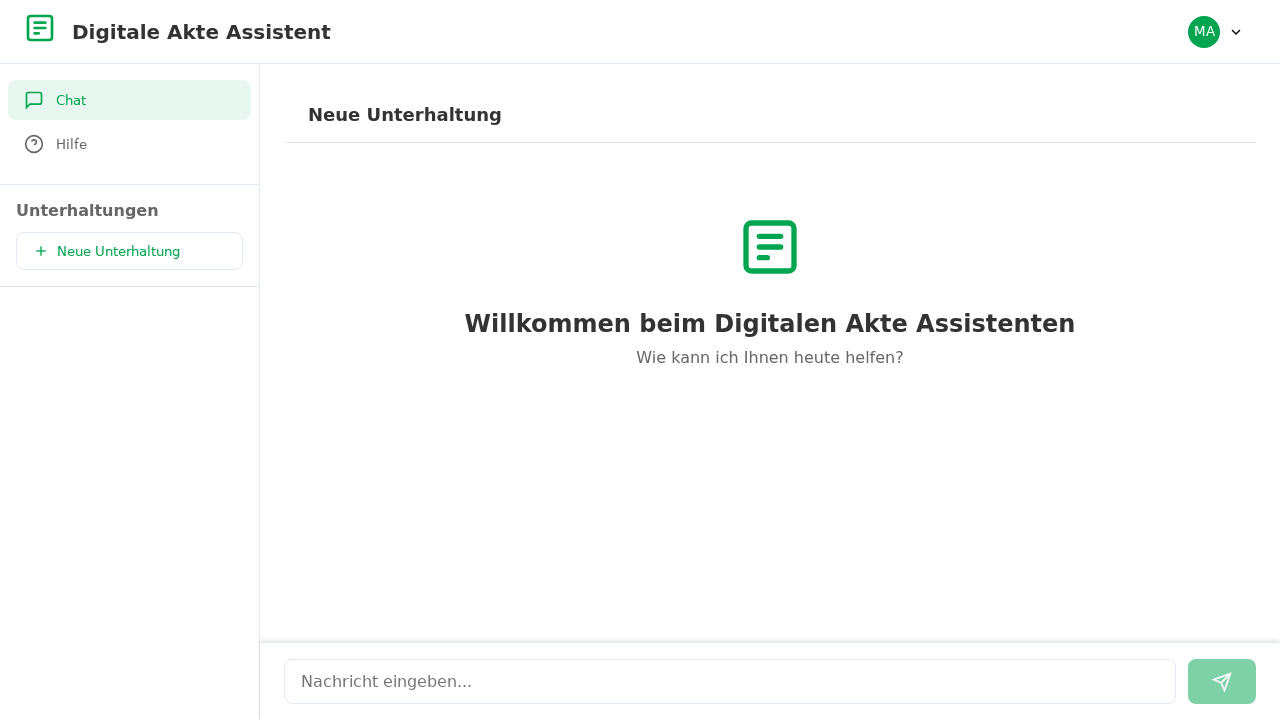 Digitale Akte Assistent
MA
Chat
Hilfe
Unterhaltungen
Neue Unterhaltung
Neue Unterhaltung
Willkommen beim Digitalen Akte Assistenten
Wie kann ich Ihnen heute helfen?
Nachricht eingeben...